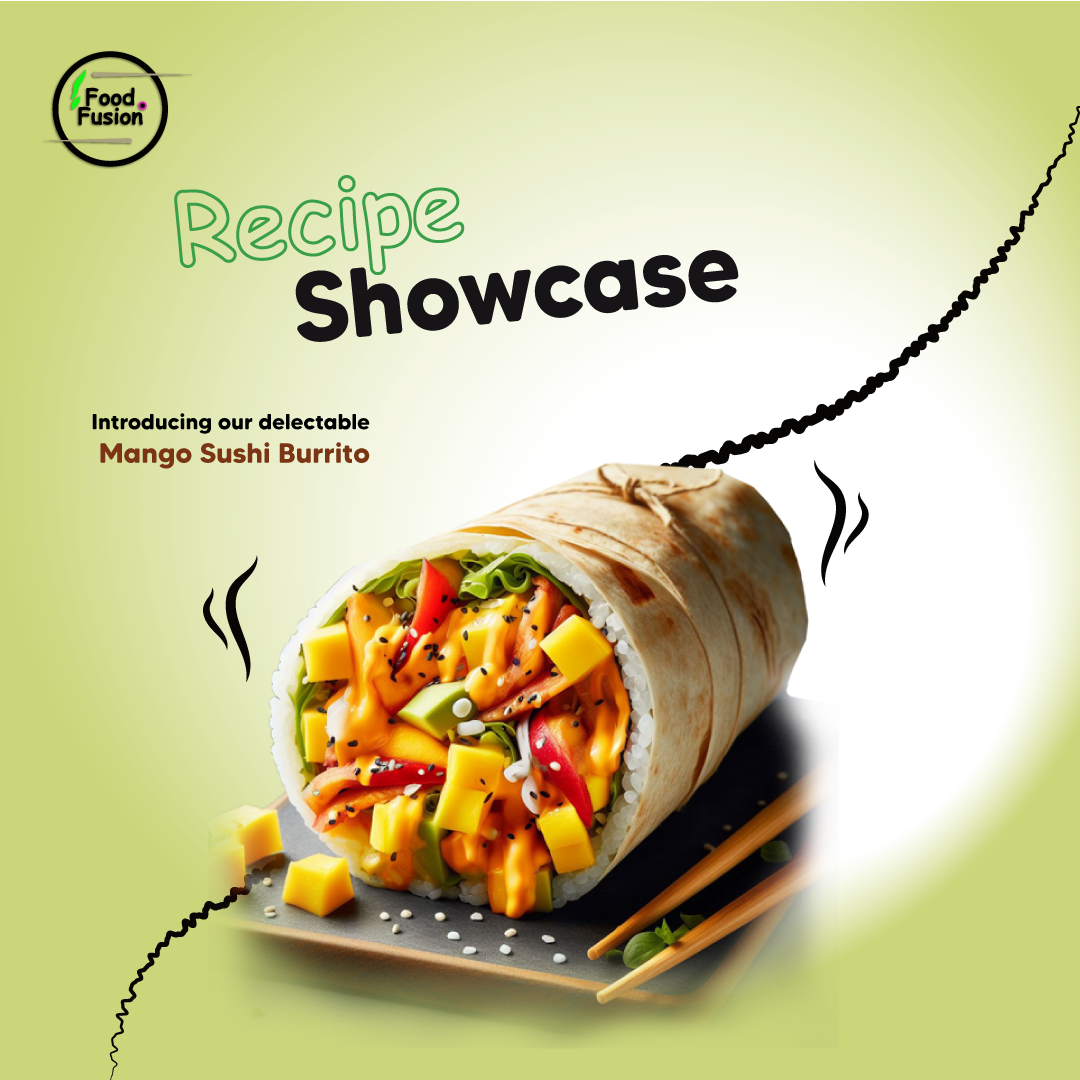 Food
Fusion
Recipe
Showcase
Introducing our delectable
Mango Sushi Burrito